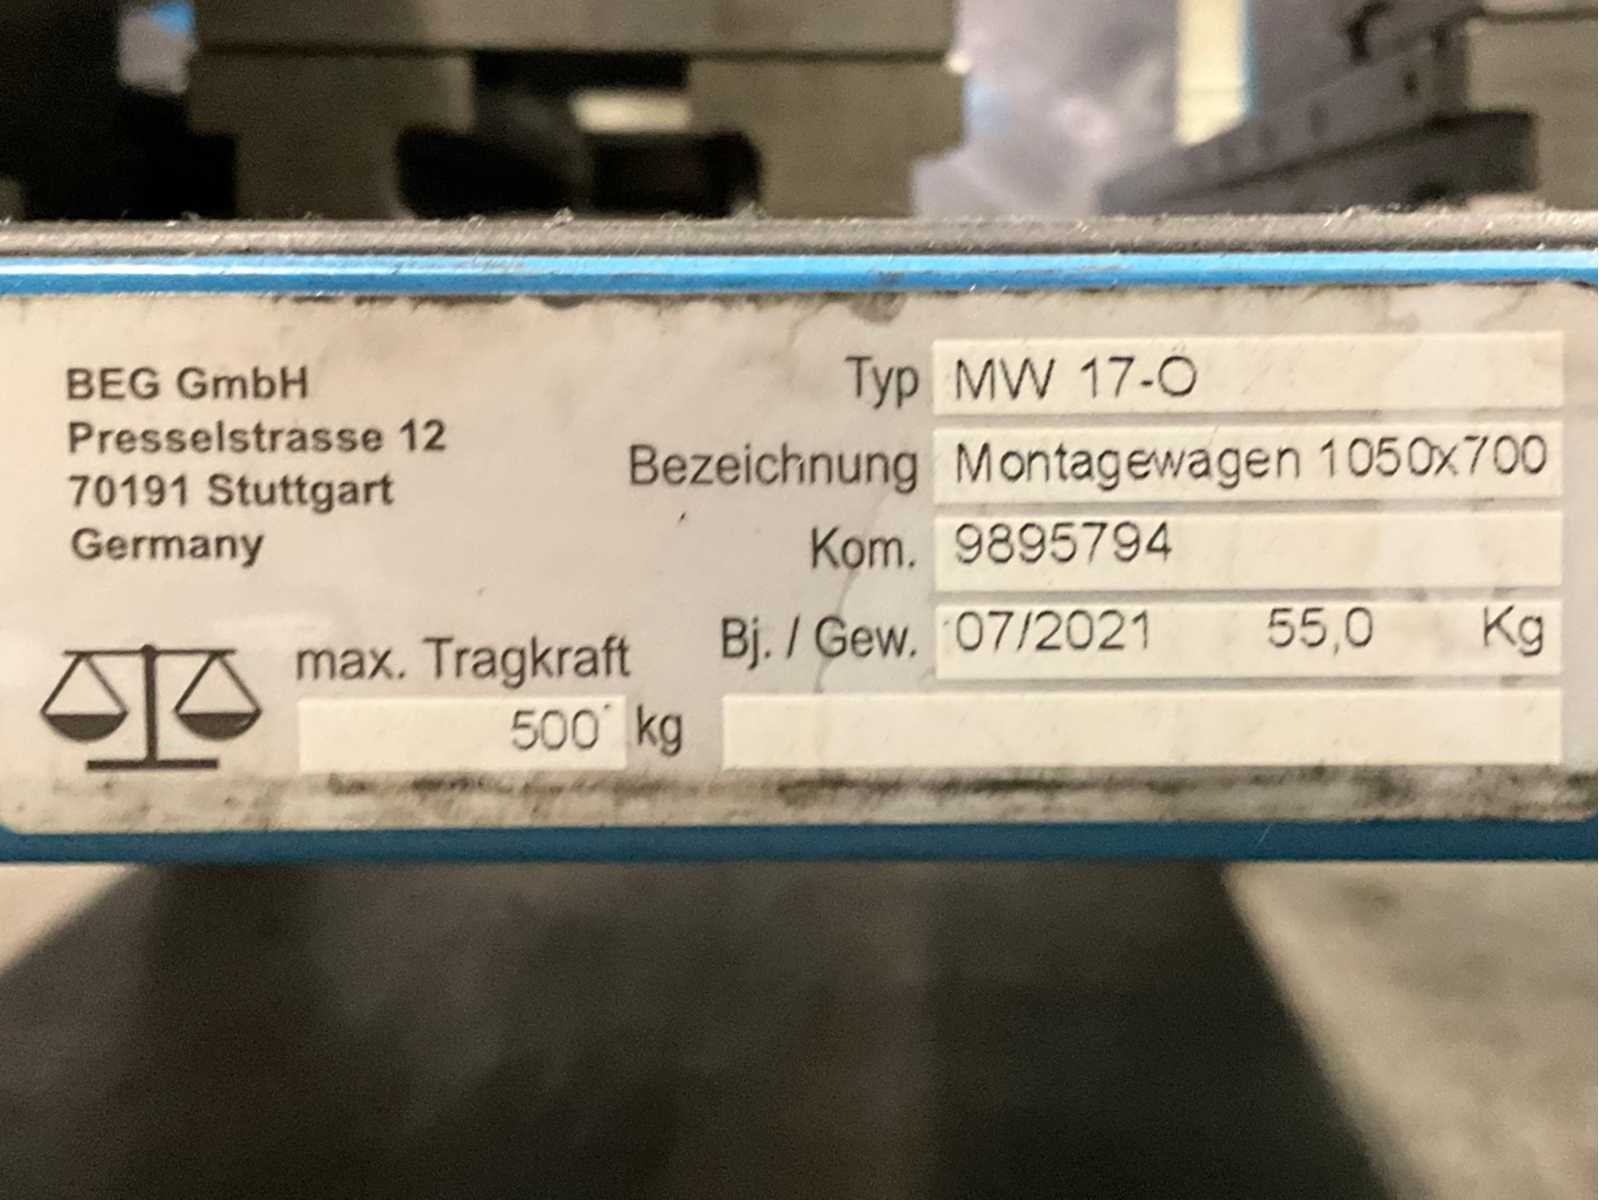 BEG GmbH
Presselstrasse 12
70191 Stuttgart
Germany
Typ MW 17-Ö
Bezeichnung Montagewagen 1050x700
Kom. 9895794
Bj. / Gew. 07/2021 55,0 Kg
max. Tragkraft
500 kg